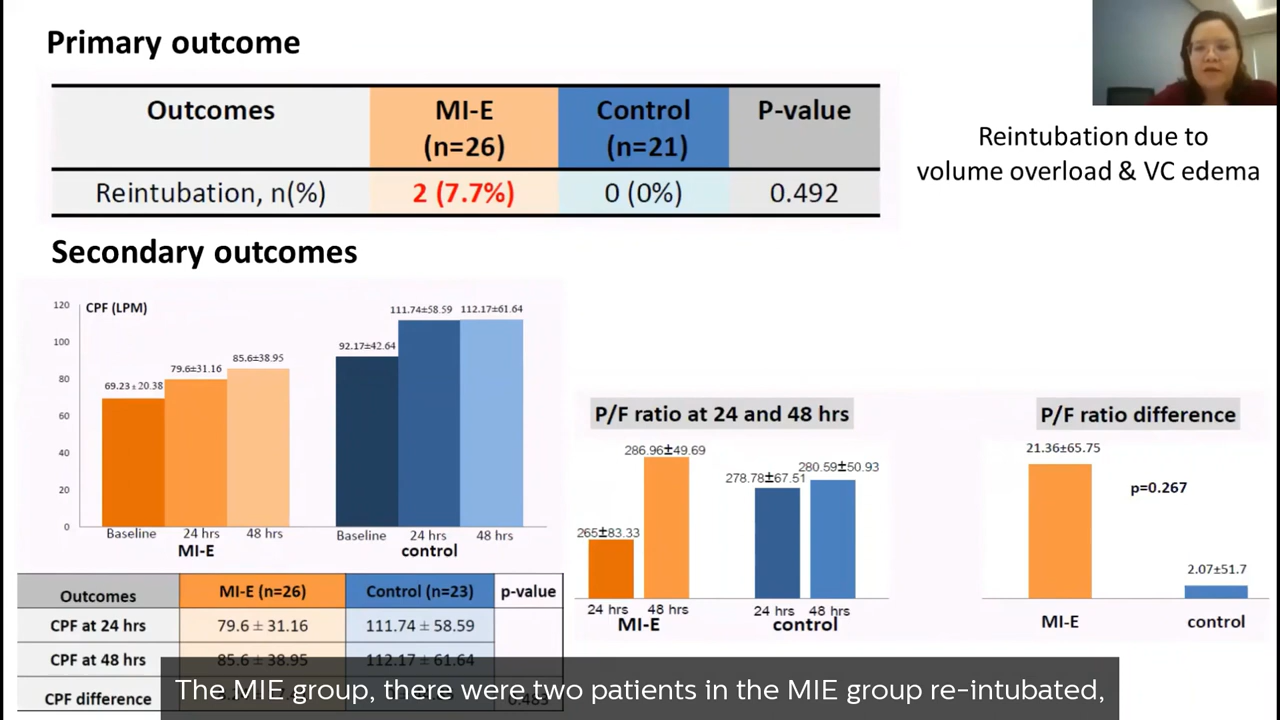 Primary outcome
Outcomes MI-E (n=26) Control (n=21) P-value
Reintubation, n(%) 2 (7.7%) 0 (0%) 0.492
Reintubation due to
volume overload & VC edema
Secondary outcomes
CPF (LPM)
120
100
80
60
40
20
0
69.23±20.38
79.6±31.16
85.6±38.95
92.17±42.64
111.74±58.59
112.17±61.64
Baseline 24 hrs 48 hrs Baseline 24 hrs 48 hrs
MI-E control
Outcomes MI-E (n=26) Control (n=23) p-value
CPF at 24 hrs 79.6 ± 31.16 111.74 ± 58.59
CPF at 48 hrs 85.6 ± 38.95 112.17 ± 61.64
CPF difference 0.485
P/F ratio at 24 and 48 hrs
265±83.33
286.96±49.69
278.78±67.51
280.59±50.93
24 hrs 48 hrs 24 hrs 48 hrs
MI-E control
P/F ratio difference
21.36±65.75
p=0.267
2.07±51.7
MI-E control
The MIE group, there were two patients in the MIE group re-intubated,